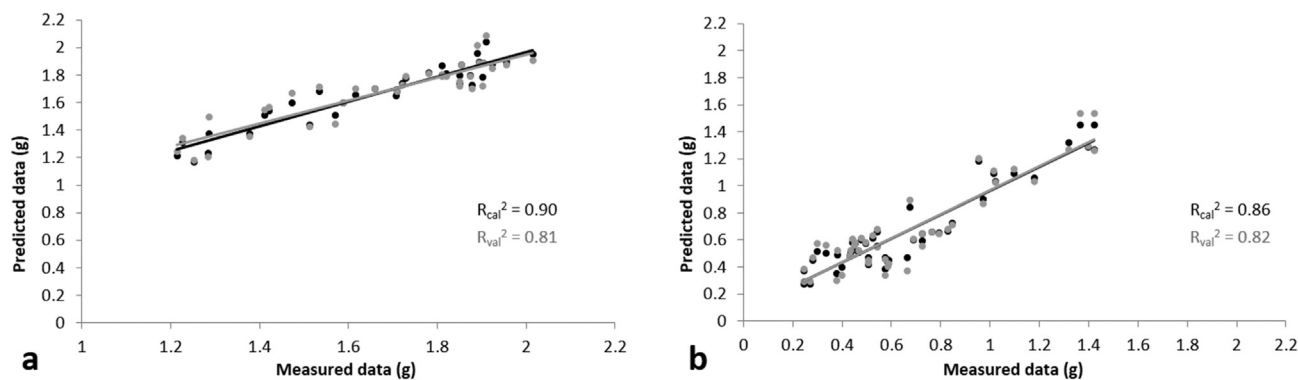 2.2
2
1.8
1.6
1.4
1.2
1
0.8
0.6
0.4
0.2
0
Predicted data (g)
Rcal² = 0.90
Rval² = 0.81
1 1.2 1.4 1.6 1.8 2 2.2
a
Measured data (g)
2.2
2
1.8
1.6
1.4
1.2
1
0.8
0.6
0.4
0.2
0
Predicted data (g)
Rcal² = 0.86
Rval² = 0.82
0 0.2 0.4 0.6 0.8 1 1.2 1.4 1.6 1.8 2 2.2
b
Measured data (g)